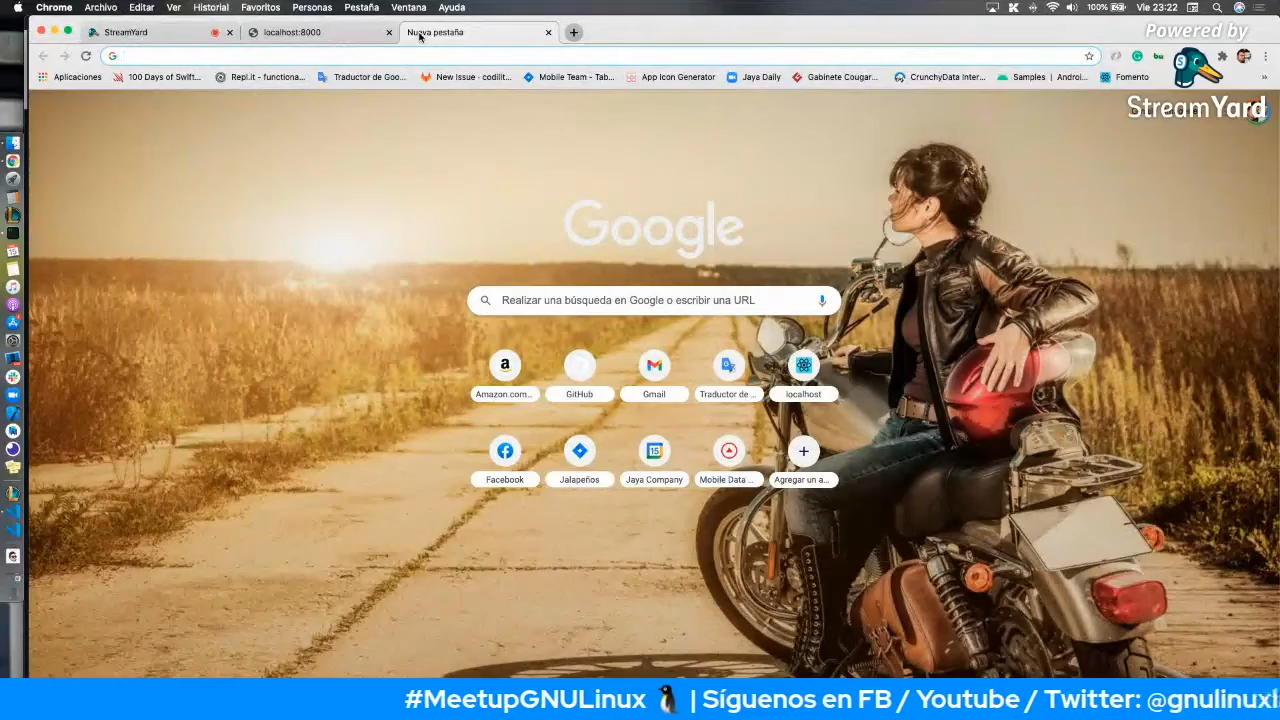 Chrome Archivo Editar Ver Historial Favoritos Personas Pestaña Ventana Ayuda 100% Vie 23:22
StreamYard localhost:8000 Nueva pestaña
Powered by
StreamYard
Aplicaciones 100 Days of Swift... Repl.it - functiona... Traductor de Goo... New Issue · codilit... Mobile Team - Tab... App Icon Generator Jaya Daily Gabinete Cougar... CrunchyData Inter... Samples | Androi... Fomento »
Google
Realizar una búsqueda en Google o escribir una URL
Amazon.com... GitHub Gmail Traductor de ... localhost
Facebook Jalapeños Jaya Company Mobile Data ... Agregar un a...
#MeetupGNULinux 🐧 | Síguenos en FB / Youtube / Twitter: @gnulinux